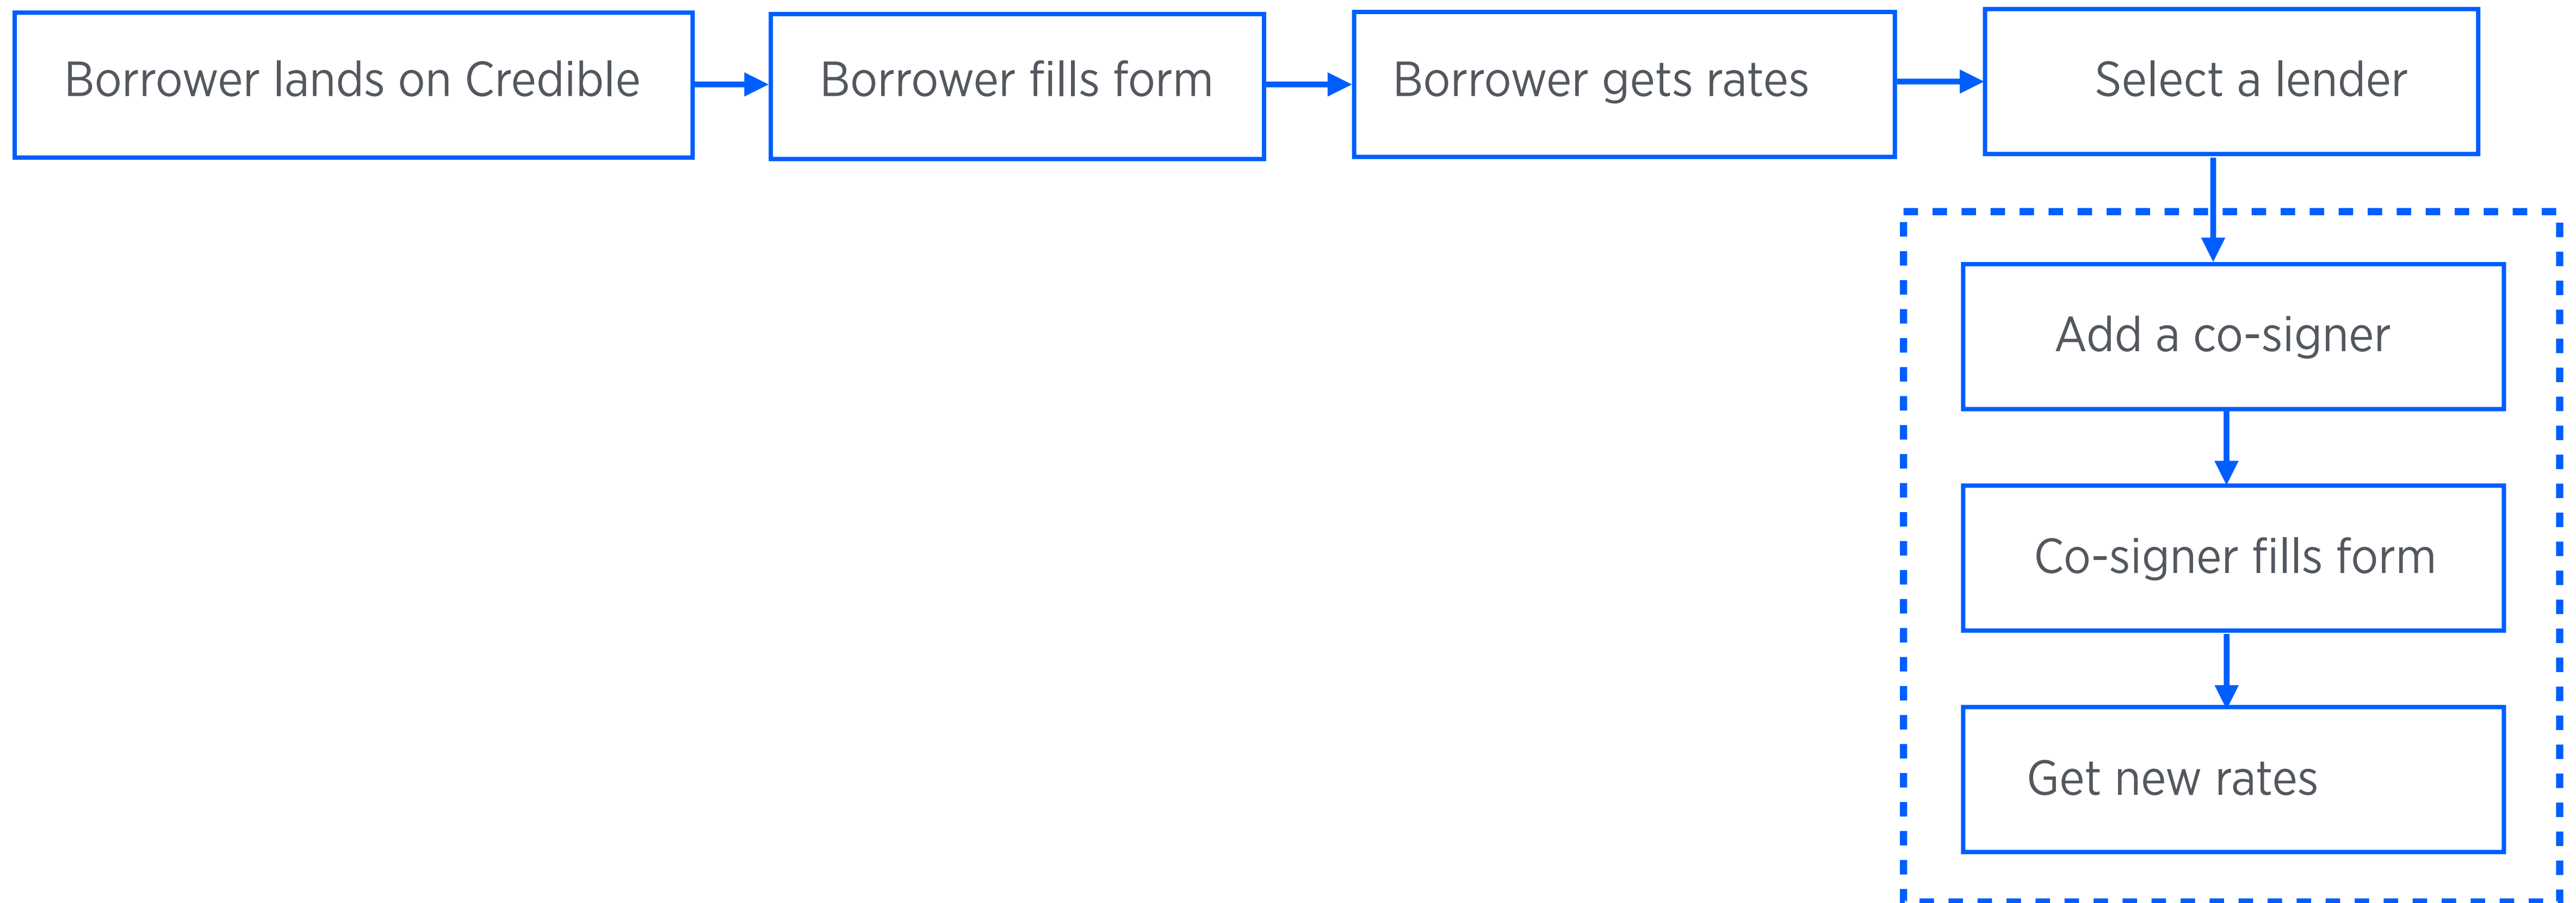 Borrower lands on Credible
Borrower fills form
Borrower gets rates
Select a lender
Add a co-signer
Co-signer fills form
Get new rates